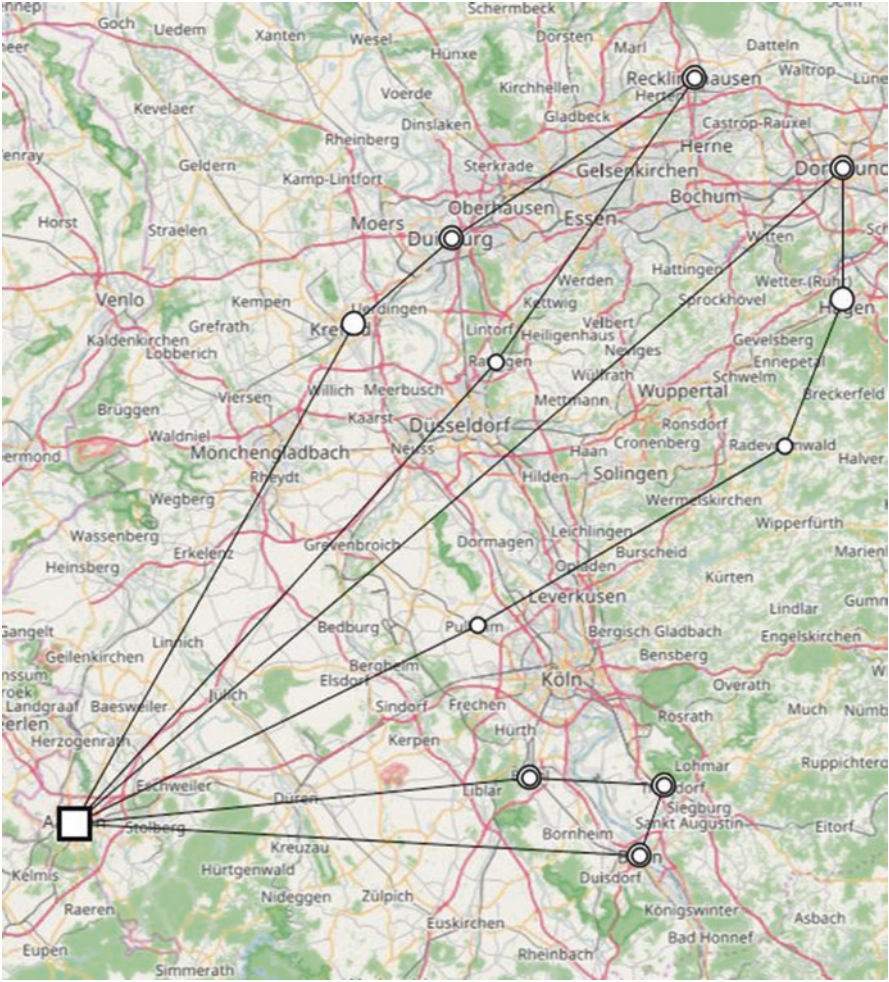 Schermbeck
Goch
Uedem
Xanten
Wesel
Hünxe
Dorsten
Marl
Datteln
Waltrop
Kirchhellen
Voerde
Kevelaer
Herten
Gladbeck
Castrop-Rauxel
Dinslaken
Rheinberg
Herne
Geldern
Kamp-Lintfort
Sterkrade
Gelsenkirchen
Bochum
Oberhausen
Essen
Moers
Horst
Straelen
Witten
Hattingen
Werden
Wetter (Ruhr
Venlo
Kempen
Kettwig
Sprockhövel
Grefrath
Lintorf
Velbert
Heiligenhaus
Kaldenkirchen
Lobberich
Neviges
Gevelsberg
Ennepetal
Wülfrath
Schwelm
Willich
Meerbusch
Viersen
Mettmann
Wuppertal
Breckerfeld
Brüggen
Kaarst
Düsseldorf
Ronsdorf
Waldniel
Mönchengladbach
Neuss
Haan
Cronenberg
Halver
Rheydt
Hilden
Solingen
Wegberg
Wermelskirchen
Wipperfürth
Wassenberg
Erkelenz
Grevenbroich
Dormagen
Leichlingen
Burscheid
Heinsberg
Opladen
Kürten
Leverkusen
Lindlar
Linnich
Bedburg
Bergisch Gladbach
Engelskirchen
Geilenkirchen
Bergheim
Bensberg
Elsdorf
Köln
Overath
Landgraaf
Baesweiler
Jülich
Sindorf
Frechen
Much
Rosrath
Herzogenrath
Kerpen
Hürth
Lohmar
Ruppichtero
Eschweiler
Düren
Liblar
Siegburg
Stolberg
Sankt Augustin
Eitorf
Bornheim
Kreuzau
Kelmis
Hürtgenwald
Duisdorf
Nideggen
Zülpich
Raeren
Königswinter
Asbach
Euskirchen
Bad Honnef
Eupen
Rheinbach
Simmerath